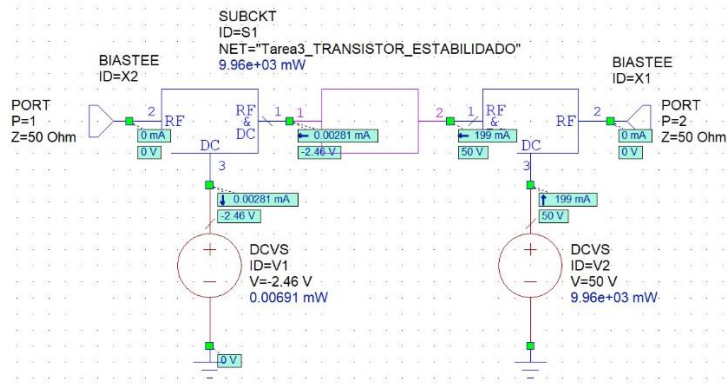 SUBCKT
ID=S1
NET="Tarea3_TRANSISTOR_ESTABILIDADO"
9.96e+03 mW
BIASTEE
ID=X2
BIASTEE
ID=X1
PORT
P=1
Z=50 Ohm
2
RF
RF
&
DC
1
1
2
1
RF
&
DC
RF
2
PORT
P=2
Z=50 Ohm
0 mA
0 V
0.00281 mA
-2.46 V
199 mA
50 V
0 mA
0 V
DC
3
DC
3
0.00281 mA
-2.46 V
199 mA
50 V
DCVS
ID=V1
V=-2.46 V
0.00691 mW
DCVS
ID=V2
V=50 V
9.96e+03 mW
0 V